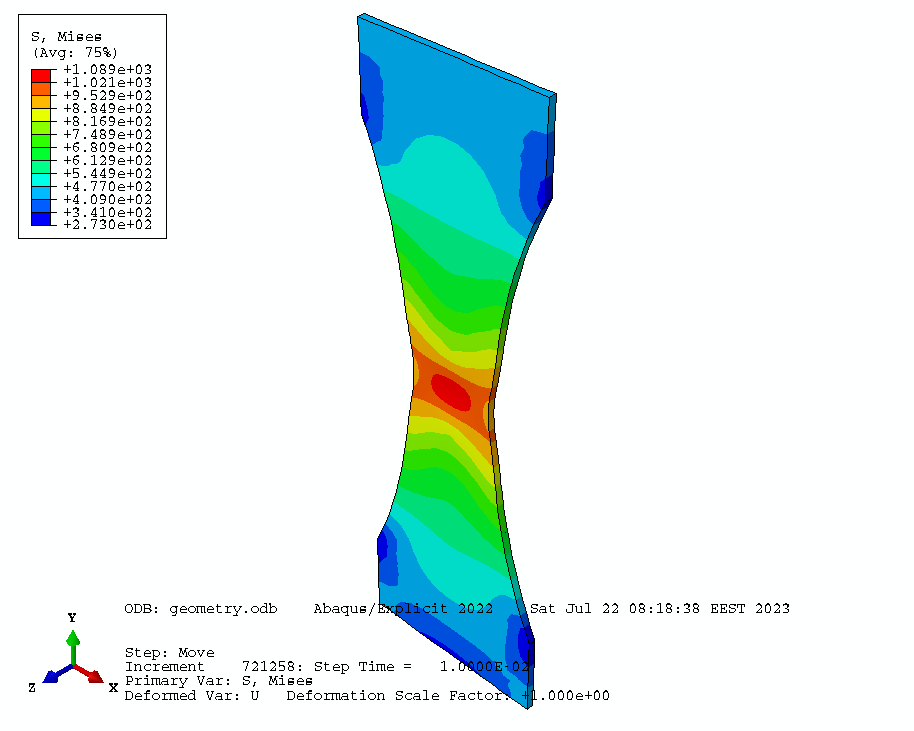 S, Mises
(Avg: 75%)
+1.089e+03
+1.021e+03
+9.529e+02
+8.849e+02
+8.169e+02
+7.489e+02
+6.809e+02
+6.129e+02
+5.449e+02
+4.770e+02
+4.090e+02
+3.410e+02
+2.730e+02
ODB: geometry.odb Abaqus/Explicit 2022 Sat Jul 22 08:18:38 EEST 2023
Y
Z
X
Step: Move
Increment 721258: Step Time = 1.0000E-02
Primary Var: S, Mises
Deformed Var: U Deformation Scale Factor: +1.000e+00